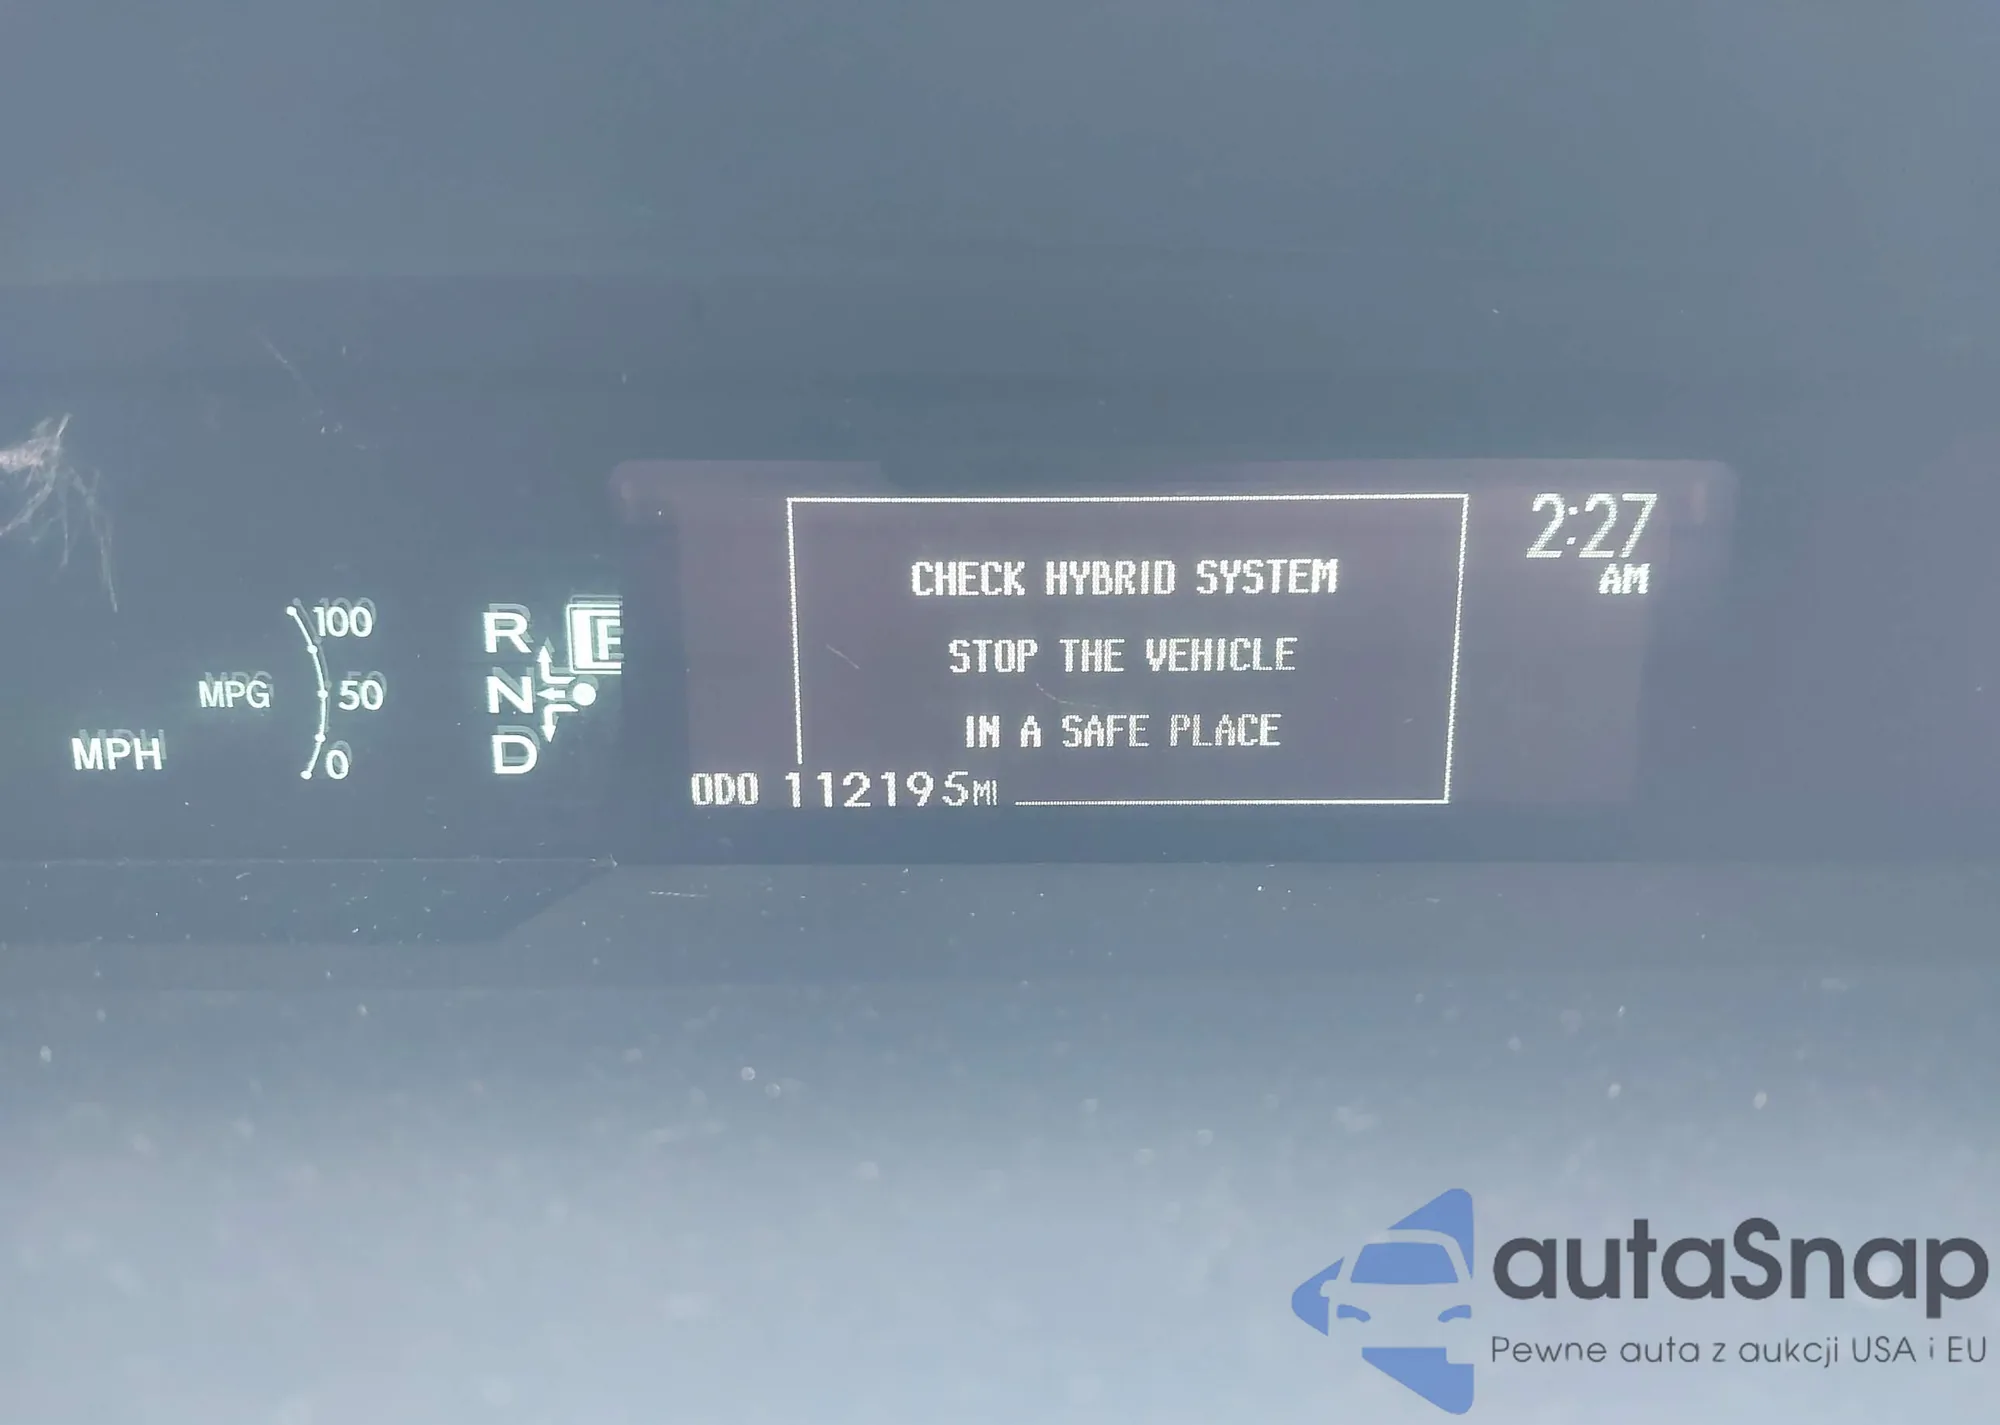 100
MPG 50
MPH 0
R
N
D
CHECK HYBRID SYSTEM
STOP THE VEHICLE
IN A SAFE PLACE
ODO 112195MI
2:27
AM
autaSnap
Pewne auta z aukcji USA i EU